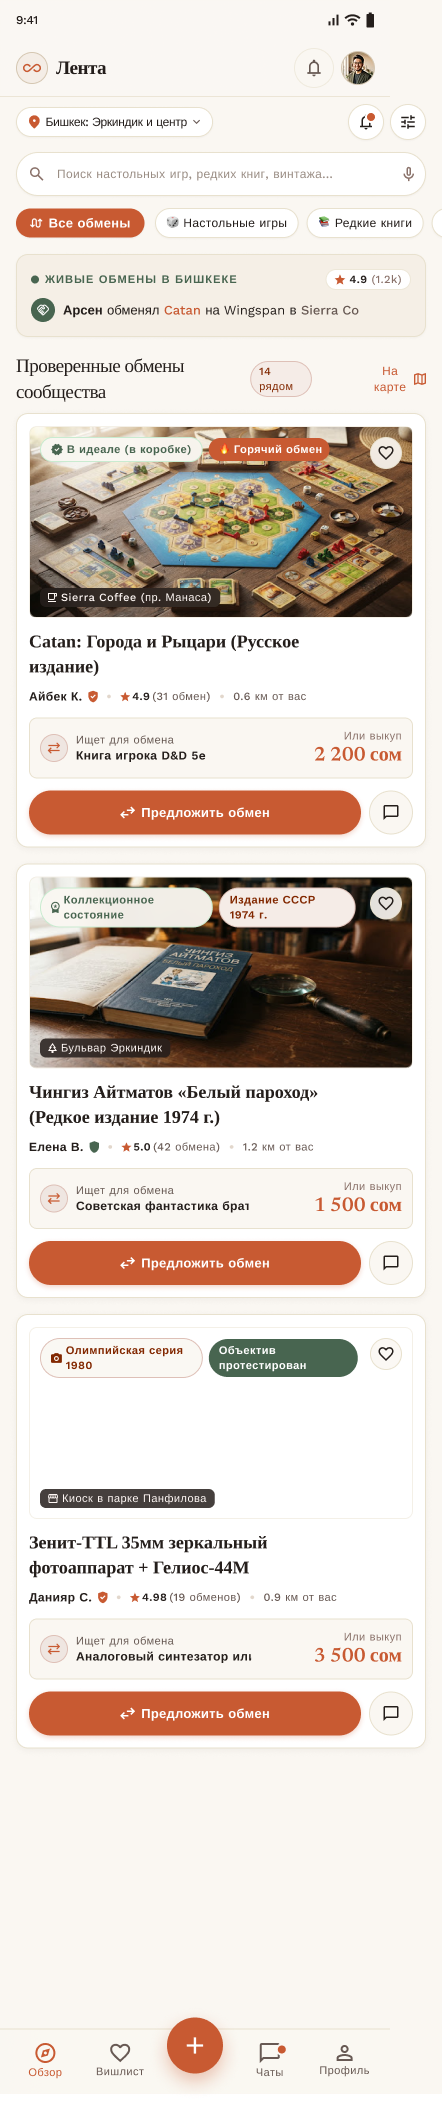 9:41
Лента
Бишкек: Эркиндик и центр
Поиск настольных игр, редких книг, винтажа...
Все обмены
Настольные игры
Редкие книги
ЖИВЫЕ ОБМЕНЫ В БИШКЕКЕ
4.9 (1.2k)
Арсен обменял Catan на Wingspan в Sierra Co
Проверенные обмены
сообщества
14
рядом
На
карте
В идеале (в коробке)
Горячий обмен
Sierra Coffee (пр. Манаса)
Catan: Города и Рыцари (Русское
издание)
Айбек К. • 4.9 (31 обмен) • 0.6 км от вас
Ищет для обмена
Книга игрока D&D 5e
Или выкуп
2 200 сом
Предложить обмен
Коллекционное
состояние
Издание СССР
1974 г.
ЧИНГИЗ
АЙТМАТОВ
БЕЛЫЙ ПАРОХОД
Бульвар Эркиндик
Чингиз Айтматов «Белый пароход»
(Редкое издание 1974 г.)
Елена В. • 5.0 (42 обмена) • 1.2 км от вас
Ищет для обмена
Советская фантастика брат
Или выкуп
1 500 сом
Предложить обмен
Олимпийская серия
1980
Объектив
протестирован
Киоск в парке Панфилова
Зенит-TTL 35мм зеркальный
фотоаппарат + Гелиос-44М
Данияр С. • 4.98 (19 обменов) • 0.9 км от вас
Ищет для обмена
Аналоговый синтезатор или
Или выкуп
3 500 сом
Предложить обмен
Обзор
Вишлист
Чаты
Профиль